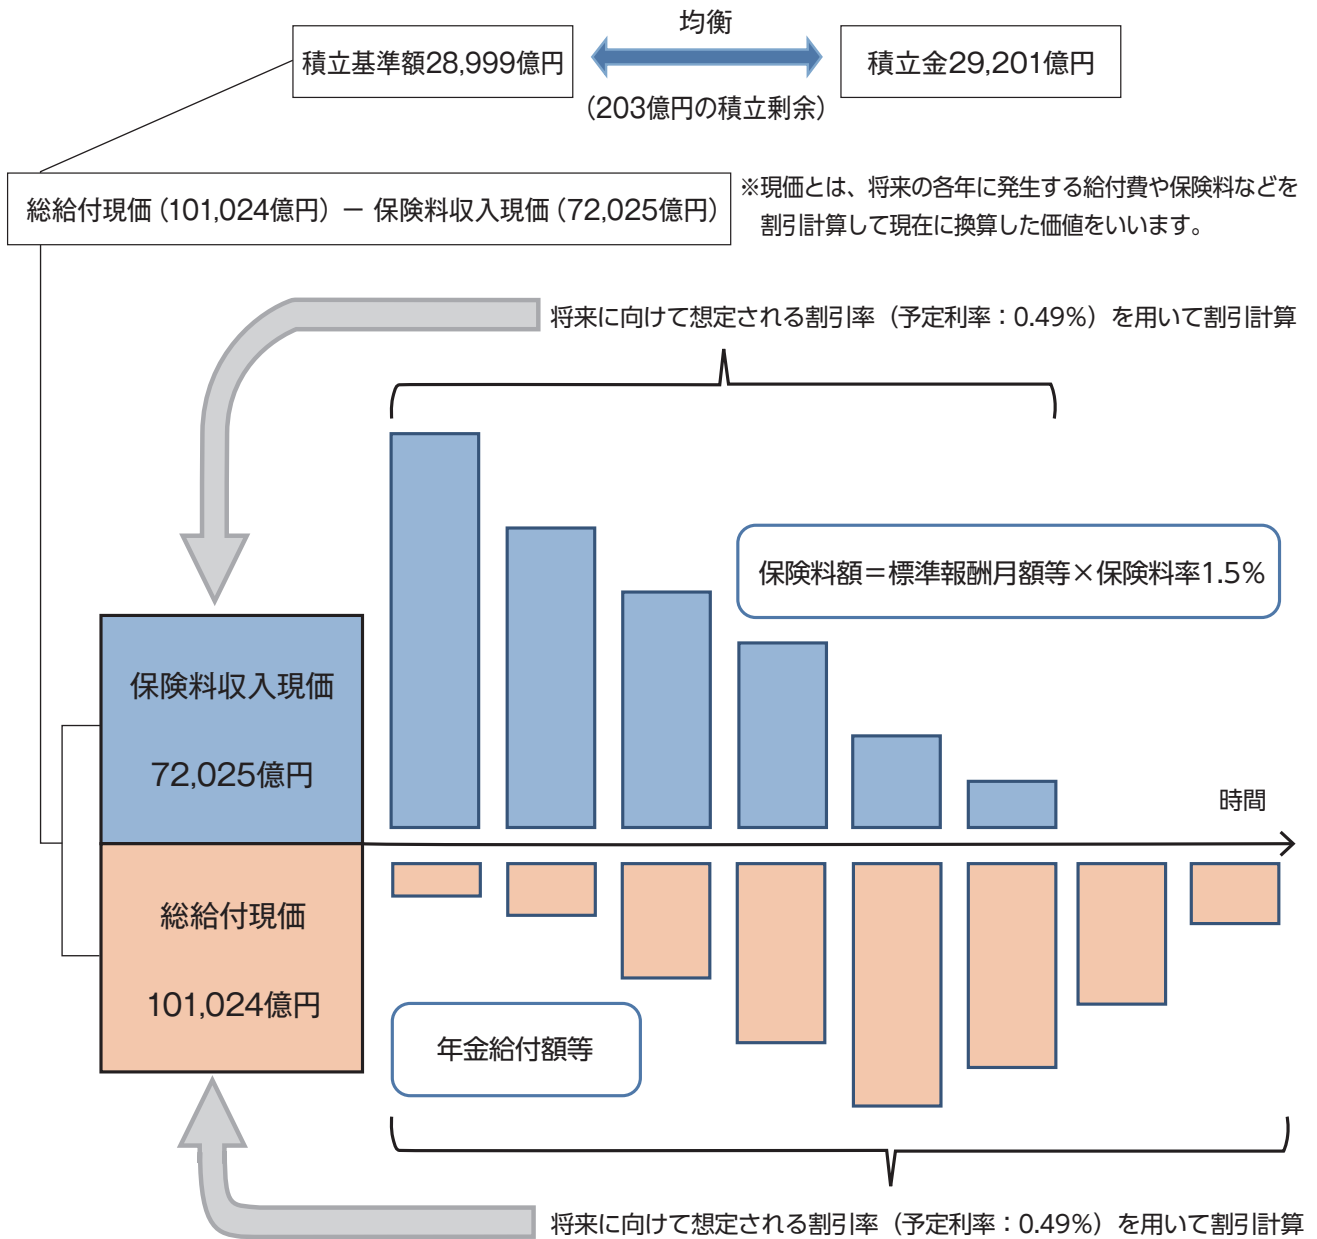 均衡
積立基準額28,999億円
積立金29,201億円
（203億円の積立剰余）
総給付現価（101,024億円）－ 保険料収入現価（72,025億円）
※現価とは、将来の各年に発生する給付費や保険料などを
割引計算して現在に換算した価値をいいます。
将来に向けて想定される割引率（予定利率：0.49%）を用いて割引計算
保険料額＝標準報酬月額等×保険料率1.5%
保険料収入現価
72,025億円
時間
総給付現価
101,024億円
年金給付額等
将来に向けて想定される割引率（予定利率：0.49%）を用いて割引計算